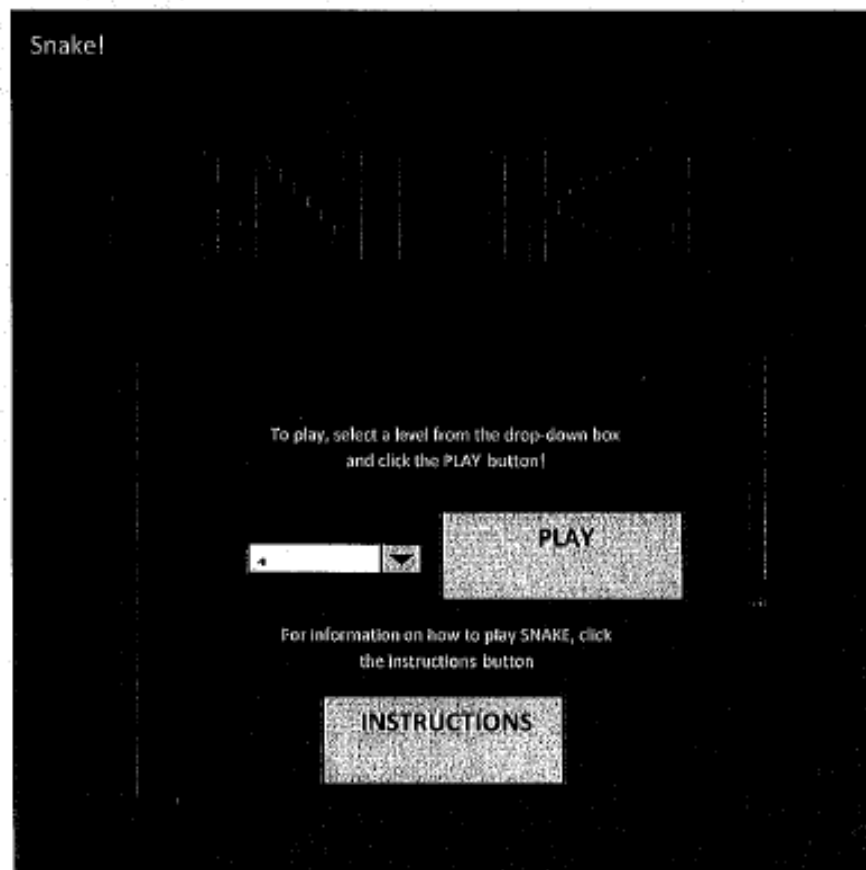 Snake!
To play, select a level from the drop-down box
and click the PLAY button!
PLAY
For information on how to play SNAKE, click
the instructions button
INSTRUCTIONS